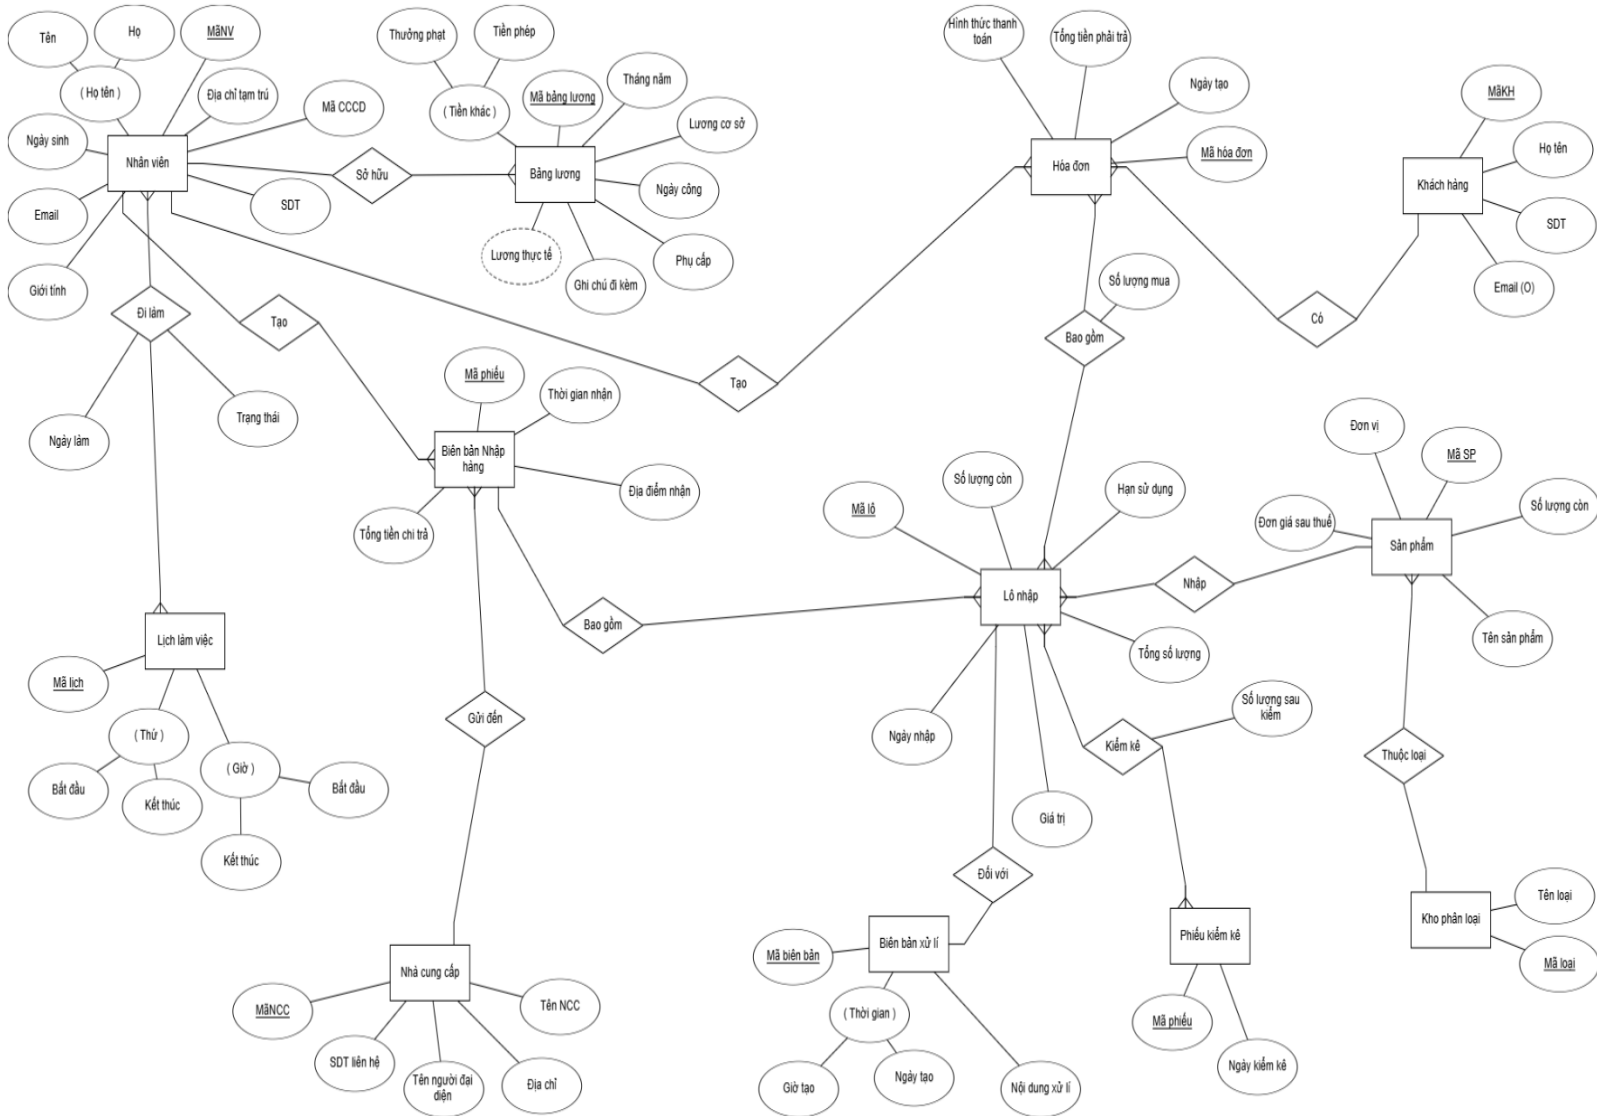 Tên
Họ
MãNV
( Họ tên )
Địa chỉ tạm trú
Mã CCCD
Ngày sinh
Nhân viên
Email
SDT
Giới tính
Sở hữu
Thưởng phạt
Tiền phép
( Tiền khác )
Mã bảng lương
Tháng năm
Lương cơ sở
Bảng lương
Ngày công
Lương thực tế
Ghi chú đi kèm
Phụ cấp
Hình thức thanh
toán
Tổng tiền phải trả
Ngày tạo
Hóa đơn
Mã hóa đơn
MãKH
Họ tên
Khách hàng
SDT
Email (O)
Đi làm
Tạo
Ngày làm
Trạng thái
Tạo
Số lượng mua
Bao gồm
Có
Mã phiếu
Thời gian nhận
Biên bản Nhập
hàng
Địa điểm nhận
Tổng tiền chi trả
Bao gồm
Gửi đến
Lịch làm việc
Mã lịch
( Thứ )
Bắt đầu
Kết thúc
( Giờ )
Bắt đầu
Kết thúc
Mã lô
Số lượng còn
Hạn sử dụng
Lô nhập
Tổng số lượng
Ngày nhập
Giá trị
Nhập
Đơn vị
Mã SP
Đơn giá sau thuế
Số lượng còn
Sản phẩm
Tên sản phẩm
Kiểm kê
Số lượng sau
kiểm
Thuộc loại
Đối với
Nhà cung cấp
MãNCC
Tên NCC
SDT liên hệ
Tên người đại
diện
Địa chỉ
Mã biên bản
Biên bản xử lí
( Thời gian )
Giờ tạo
Ngày tạo
Nội dung xử lí
Phiếu kiểm kê
Mã phiếu
Ngày kiểm kê
Kho phân loại
Tên loại
Mã loại